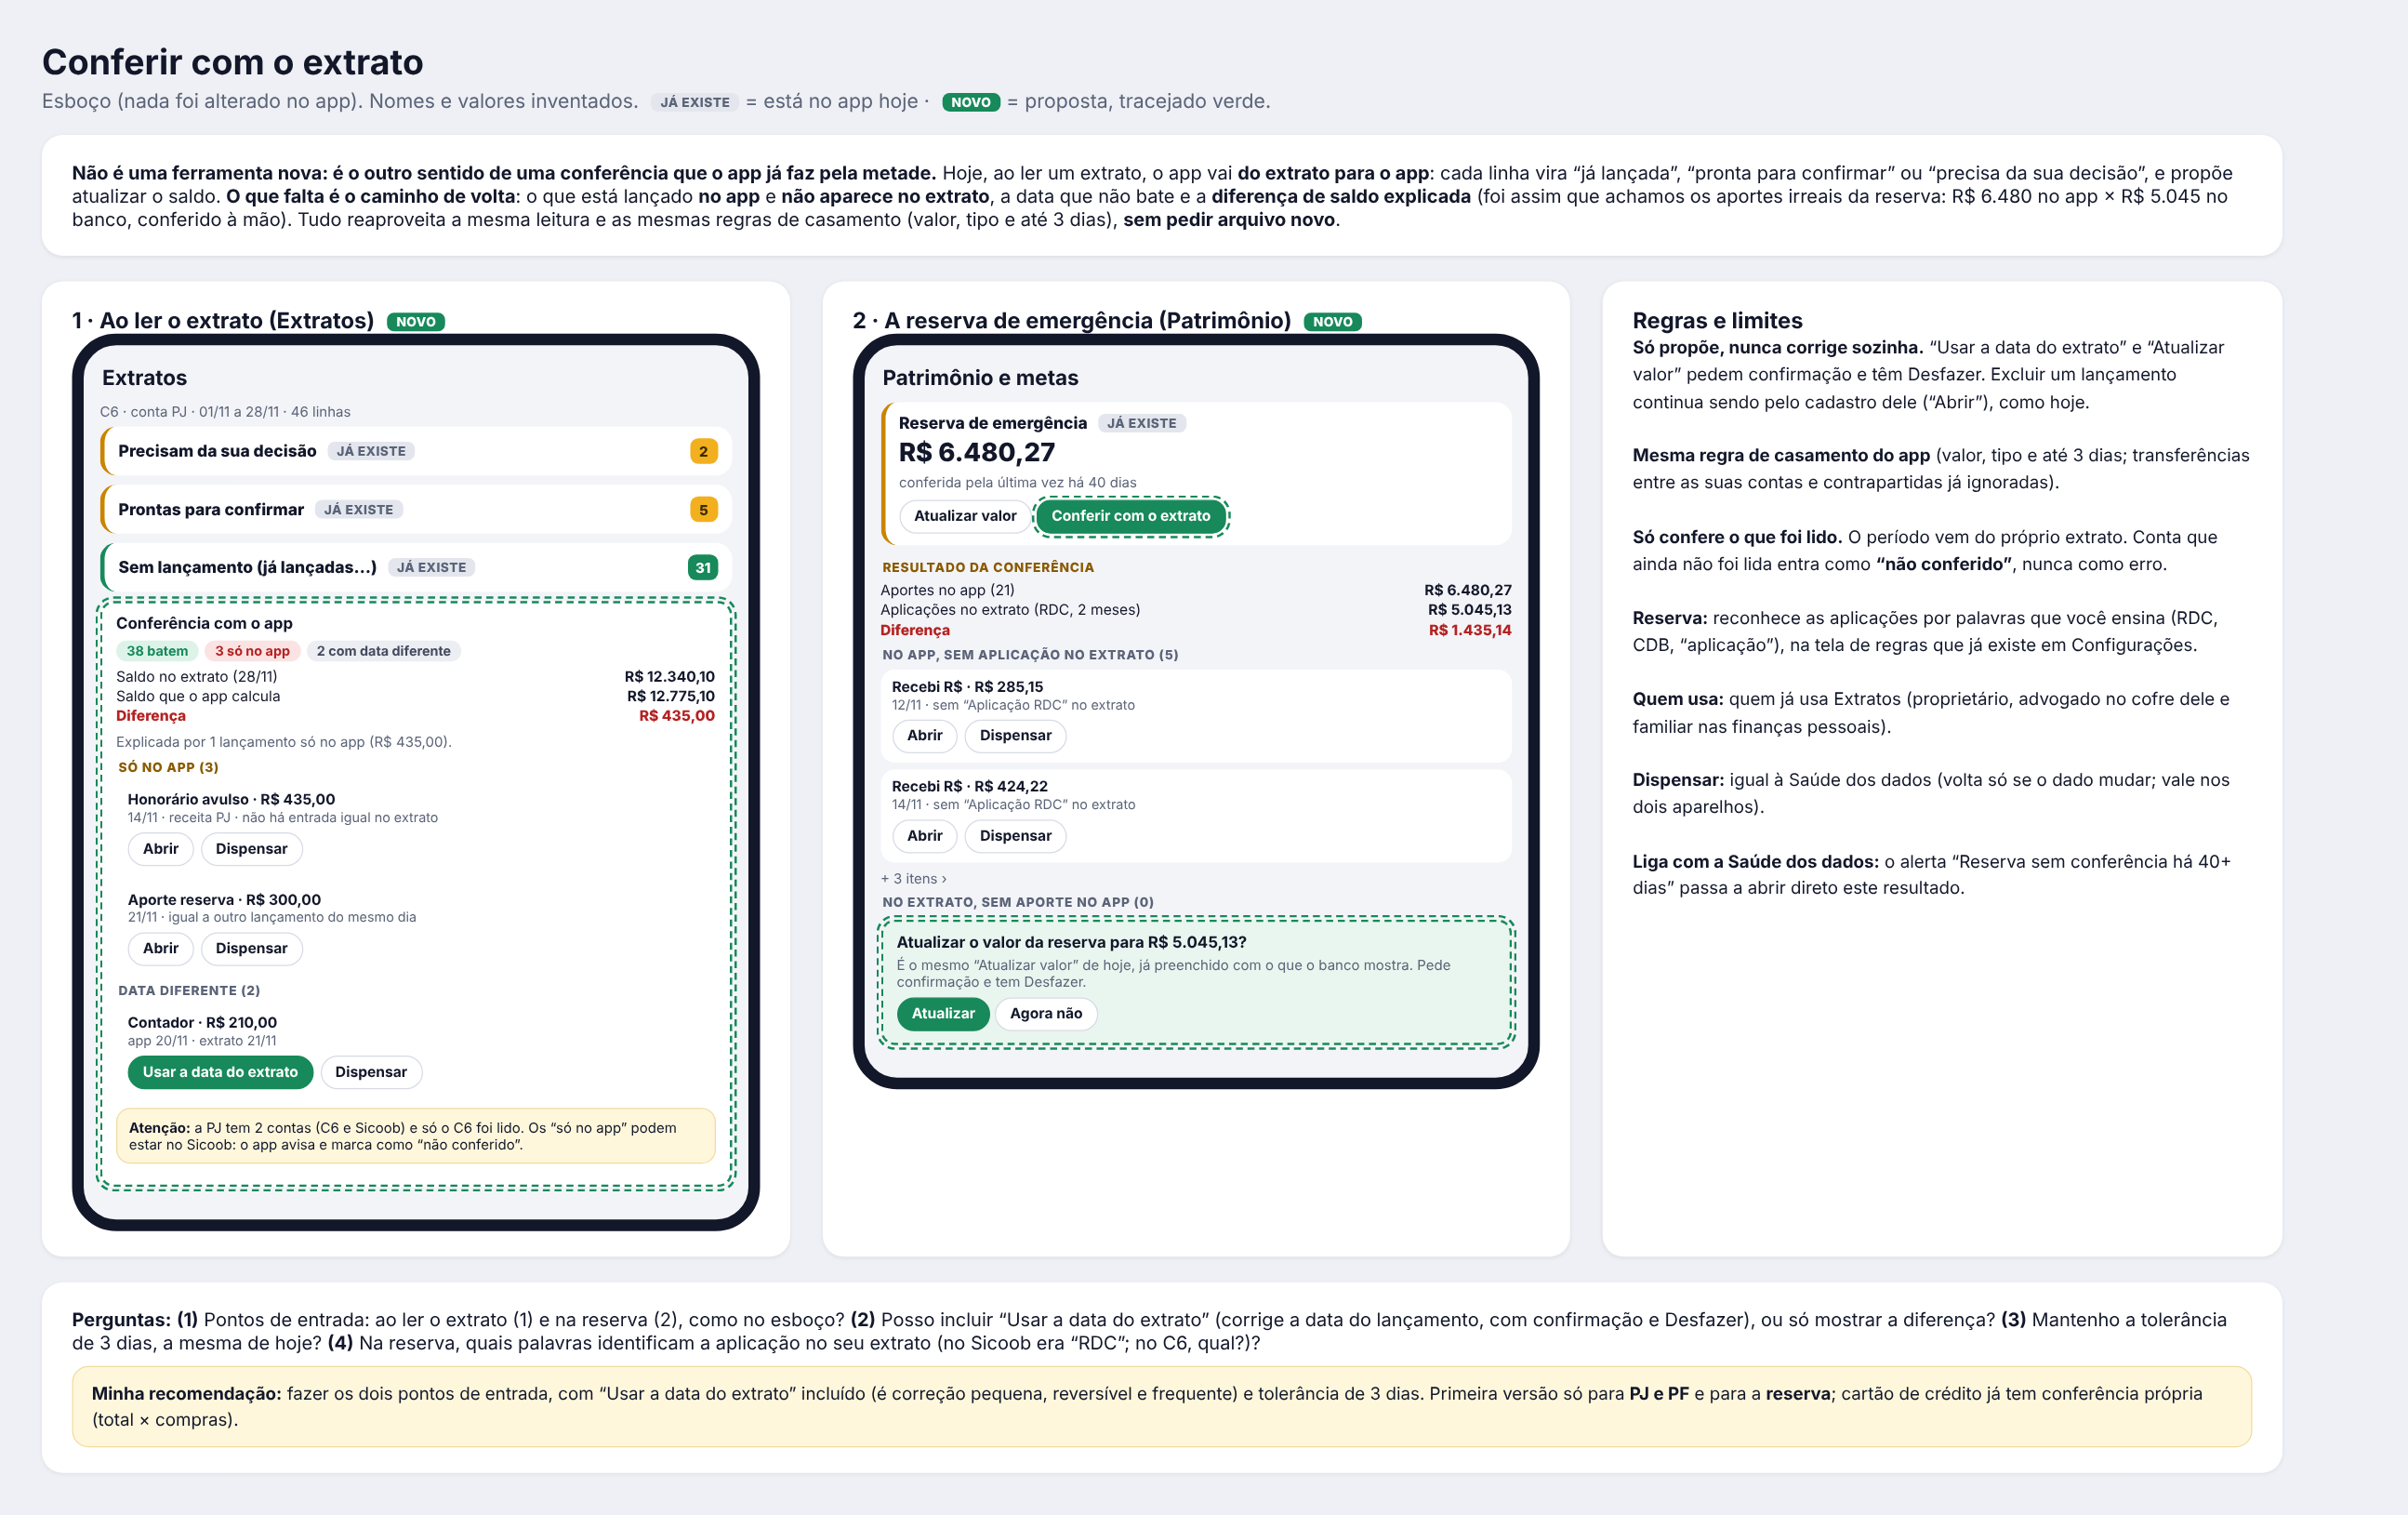 Conferir com o extrato
Esboço (nada foi alterado no app). Nomes e valores inventados. JÁ EXISTE = está no app hoje · NOVO = proposta, tracejado verde.
Não é uma ferramenta nova: é o outro sentido de uma conferência que o app já faz pela metade. Hoje, ao ler um extrato, o app vai do extrato para o app: cada linha vira “já lançada”, “pronta para confirmar” ou “precisa da sua decisão”, e propõe
atualizar o saldo. O que falta é o caminho de volta: o que está lançado no app e não aparece no extrato, a data que não bate e a diferença de saldo explicada (foi assim que achamos os aportes irreais da reserva: R$ 6.480 no app × R$ 5.045 no
banco, conferido à mão). Tudo reaproveita a mesma leitura e as mesmas regras de casamento (valor, tipo e até 3 dias), sem pedir arquivo novo.
1 · Ao ler o extrato (Extratos) NOVO
Extratos
C6 · conta PJ · 01/11 a 28/11 · 46 linhas
Precisam da sua decisão JÁ EXISTE 2
Prontas para confirmar JÁ EXISTE 5
Sem lançamento (já lançadas...) JÁ EXISTE 31
Conferência com o app
38 batem 3 só no app 2 com data diferente
Saldo no extrato (28/11) R$ 12.340,10
Saldo que o app calcula R$ 12.775,10
Diferença R$ 435,00
Explicada por 1 lançamento só no app (R$ 435,00).
SÓ NO APP (3)
Honorário avulso · R$ 435,00
14/11 · receita PJ · não há entrada igual no extrato
Abrir Dispensar
Aporte reserva · R$ 300,00
21/11 · igual a outro lançamento do mesmo dia
Abrir Dispensar
DATA DIFERENTE (2)
Contador · R$ 210,00
app 20/11 · extrato 21/11
Usar a data do extrato Dispensar
Atenção: a PJ tem 2 contas (C6 e Sicoob) e só o C6 foi lido. Os “só no app” podem
estar no Sicoob: o app avisa e marca como “não conferido”.
2 · A reserva de emergência (Patrimônio) NOVO
Patrimônio e metas
Reserva de emergência JÁ EXISTE
R$ 6.480,27
conferida pela última vez há 40 dias
Atualizar valor Conferir com o extrato
RESULTADO DA CONFERÊNCIA
Aportes no app (21) R$ 6.480,27
Aplicações no extrato (RDC, 2 meses) R$ 5.045,13
Diferença R$ 1.435,14
NO APP, SEM APLICAÇÃO NO EXTRATO (5)
Recebi R$ · R$ 285,15
12/11 · sem “Aplicação RDC” no extrato
Abrir Dispensar
Recebi R$ · R$ 424,22
14/11 · sem “Aplicação RDC” no extrato
Abrir Dispensar
+ 3 itens ›
NO EXTRATO, SEM APORTE NO APP (0)
Atualizar o valor da reserva para R$ 5.045,13?
É o mesmo “Atualizar valor” de hoje, já preenchido com o que o banco mostra. Pede
confirmação e tem Desfazer.
Atualizar Agora não
Regras e limites
Só propõe, nunca corrige sozinha. “Usar a data do extrato” e “Atualizar
valor” pedem confirmação e têm Desfazer. Excluir um lançamento
continua sendo pelo cadastro dele (“Abrir”), como hoje.
Mesma regra de casamento do app (valor, tipo e até 3 dias; transferências
entre as suas contas e contrapartidas já ignoradas).
Só confere o que foi lido. O período vem do próprio extrato. Conta que
ainda não foi lida entra como “não conferido”, nunca como erro.
Reserva: reconhece as aplicações por palavras que você ensina (RDC,
CDB, “aplicação”), na tela de regras que já existe em Configurações.
Quem usa: quem já usa Extratos (proprietário, advogado no cofre dele e
familiar nas finanças pessoais).
Dispensar: igual à Saúde dos dados (volta só se o dado mudar; vale nos
dois aparelhos).
Liga com a Saúde dos dados: o alerta “Reserva sem conferência há 40+
dias” passa a abrir direto este resultado.
Perguntas: (1) Pontos de entrada: ao ler o extrato (1) e na reserva (2), como no esboço? (2) Posso incluir “Usar a data do extrato” (corrige a data do lançamento, com confirmação e Desfazer), ou só mostrar a diferença? (3) Mantenho a tolerância
de 3 dias, a mesma de hoje? (4) Na reserva, quais palavras identificam a aplicação no seu extrato (no Sicoob era “RDC”; no C6, qual?)?
Minha recomendação: fazer os dois pontos de entrada, com “Usar a data do extrato” incluído (é correção pequena, reversível e frequente) e tolerância de 3 dias. Primeira versão só para PJ e PF e para a reserva; cartão de crédito já tem conferência própria
(total × compras).